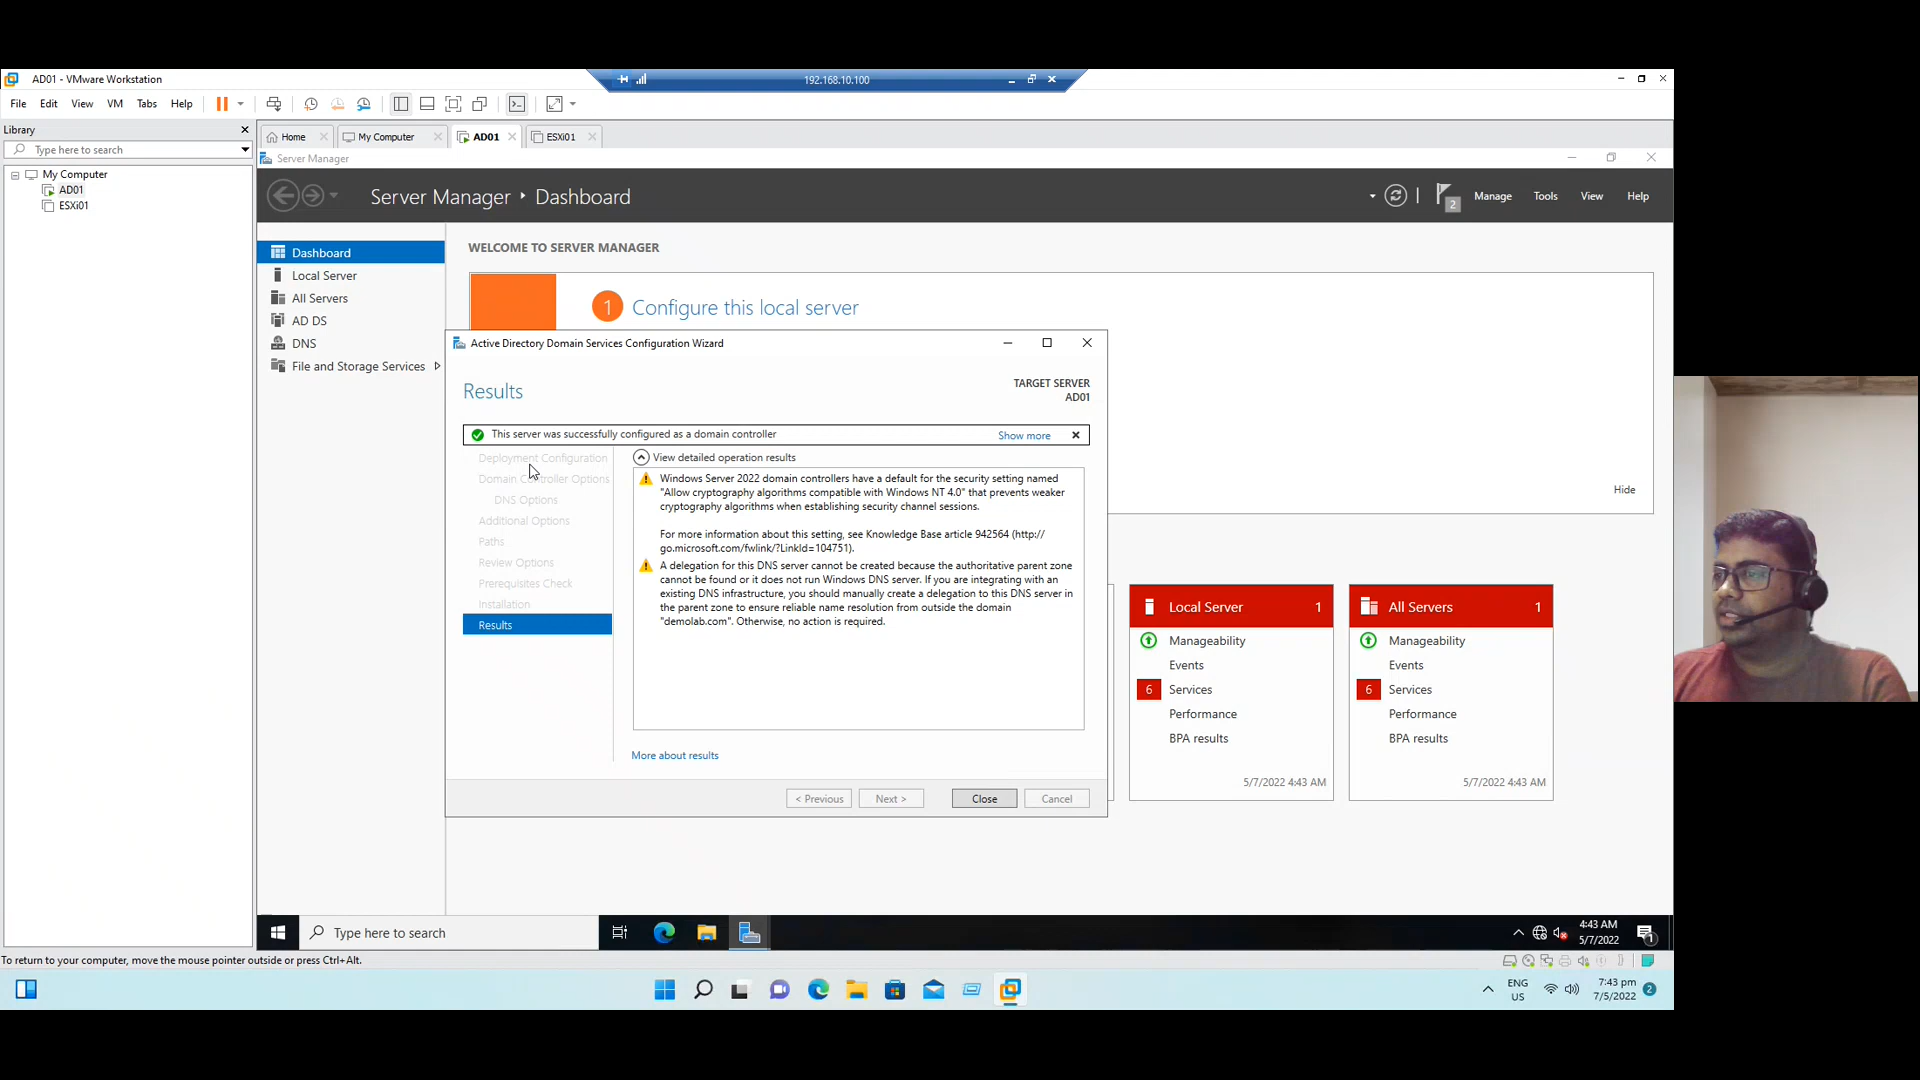 AD01 - VMware Workstation
192.168.10.100
File Edit View VM Tabs Help
Library
Type here to search
My Computer
AD01
ESXi01
Home
My Computer
AD01
ESXi01
Server Manager
Server Manager Dashboard
2
Manage Tools View Help
Dashboard
Local Server
All Servers
AD DS
DNS
File and Storage Services
WELCOME TO SERVER MANAGER
1 Configure this local server
Hide
Active Directory Domain Services Configuration Wizard
Results
TARGET SERVER
AD01
This server was successfully configured as a domain controller
Show more
Deployment Configuration
Domain Controller Options
DNS Options
Additional Options
Paths
Review Options
Prerequisites Check
Installation
Results
View detailed operation results
Windows Server 2022 domain controllers have a default for the security setting named
"Allow cryptography algorithms compatible with Windows NT 4.0" that prevents weaker
cryptography algorithms when establishing security channel sessions.
For more information about this setting, see Knowledge Base article 942564 (http://
go.microsoft.com/fwlink/?LinkId=104751).
A delegation for this DNS server cannot be created because the authoritative parent zone
cannot be found or it does not run Windows DNS server. If you are integrating with an
existing DNS infrastructure, you should manually create a delegation to this DNS server in
the parent zone to ensure reliable name resolution from outside the domain
"demolab.com". Otherwise, no action is required.
More about results
< Previous
Next >
Close
Cancel
Local Server 1
Manageability
Events
6 Services
Performance
BPA results
5/7/2022 4:43 AM
All Servers 1
Manageability
Events
6 Services
Performance
BPA results
5/7/2022 4:43 AM
Type here to search
4:43 AM
5/7/2022
1
To return to your computer, move the mouse pointer outside or press Ctrl+Alt.
ENG
US
7:43 pm
7/5/2022
2